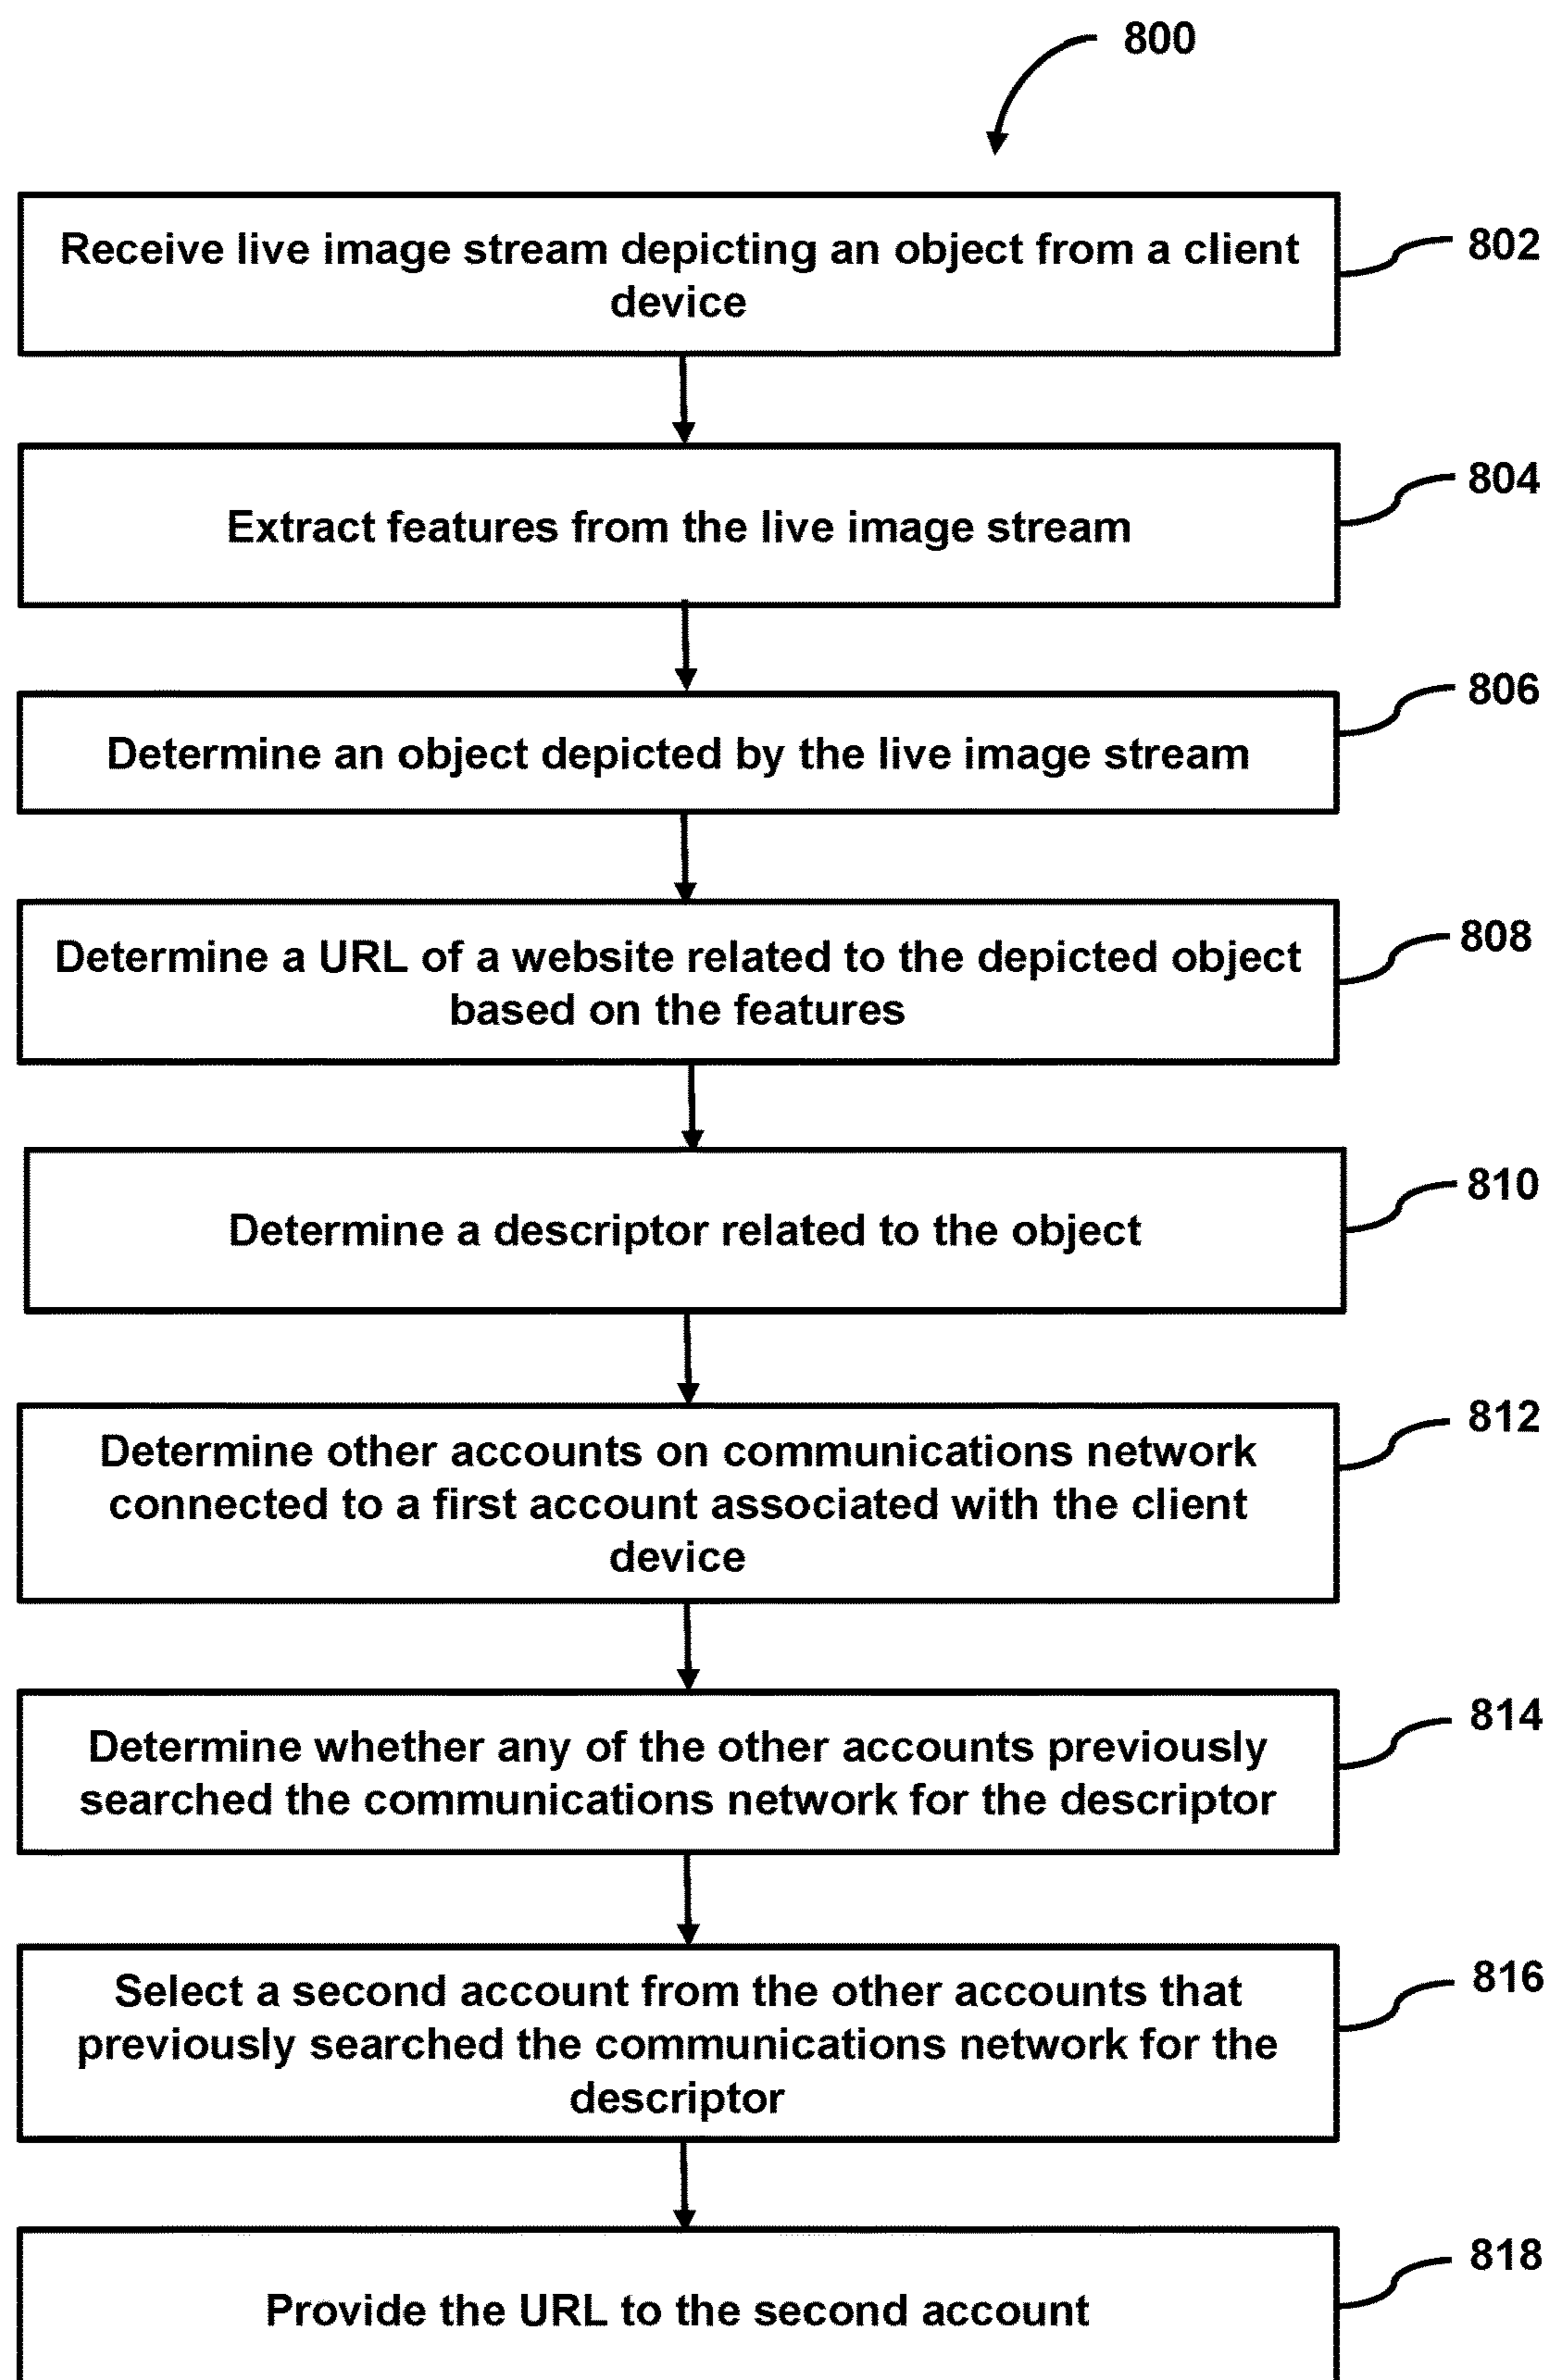 800
Receive live image stream depicting an object from a client
device
802
Extract features from the live image stream
804
Determine an object depicted by the live image stream
806
Determine a URL of a website related to the depicted object
based on the features
808
Determine a descriptor related to the object
810
Determine other accounts on communications network
connected to a first account associated with the client
device
812
Determine whether any of the other accounts previously
searched the communications network for the descriptor
814
Select a second account from the other accounts that
previously searched the communications network for the
descriptor
816
Provide the URL to the second account
818